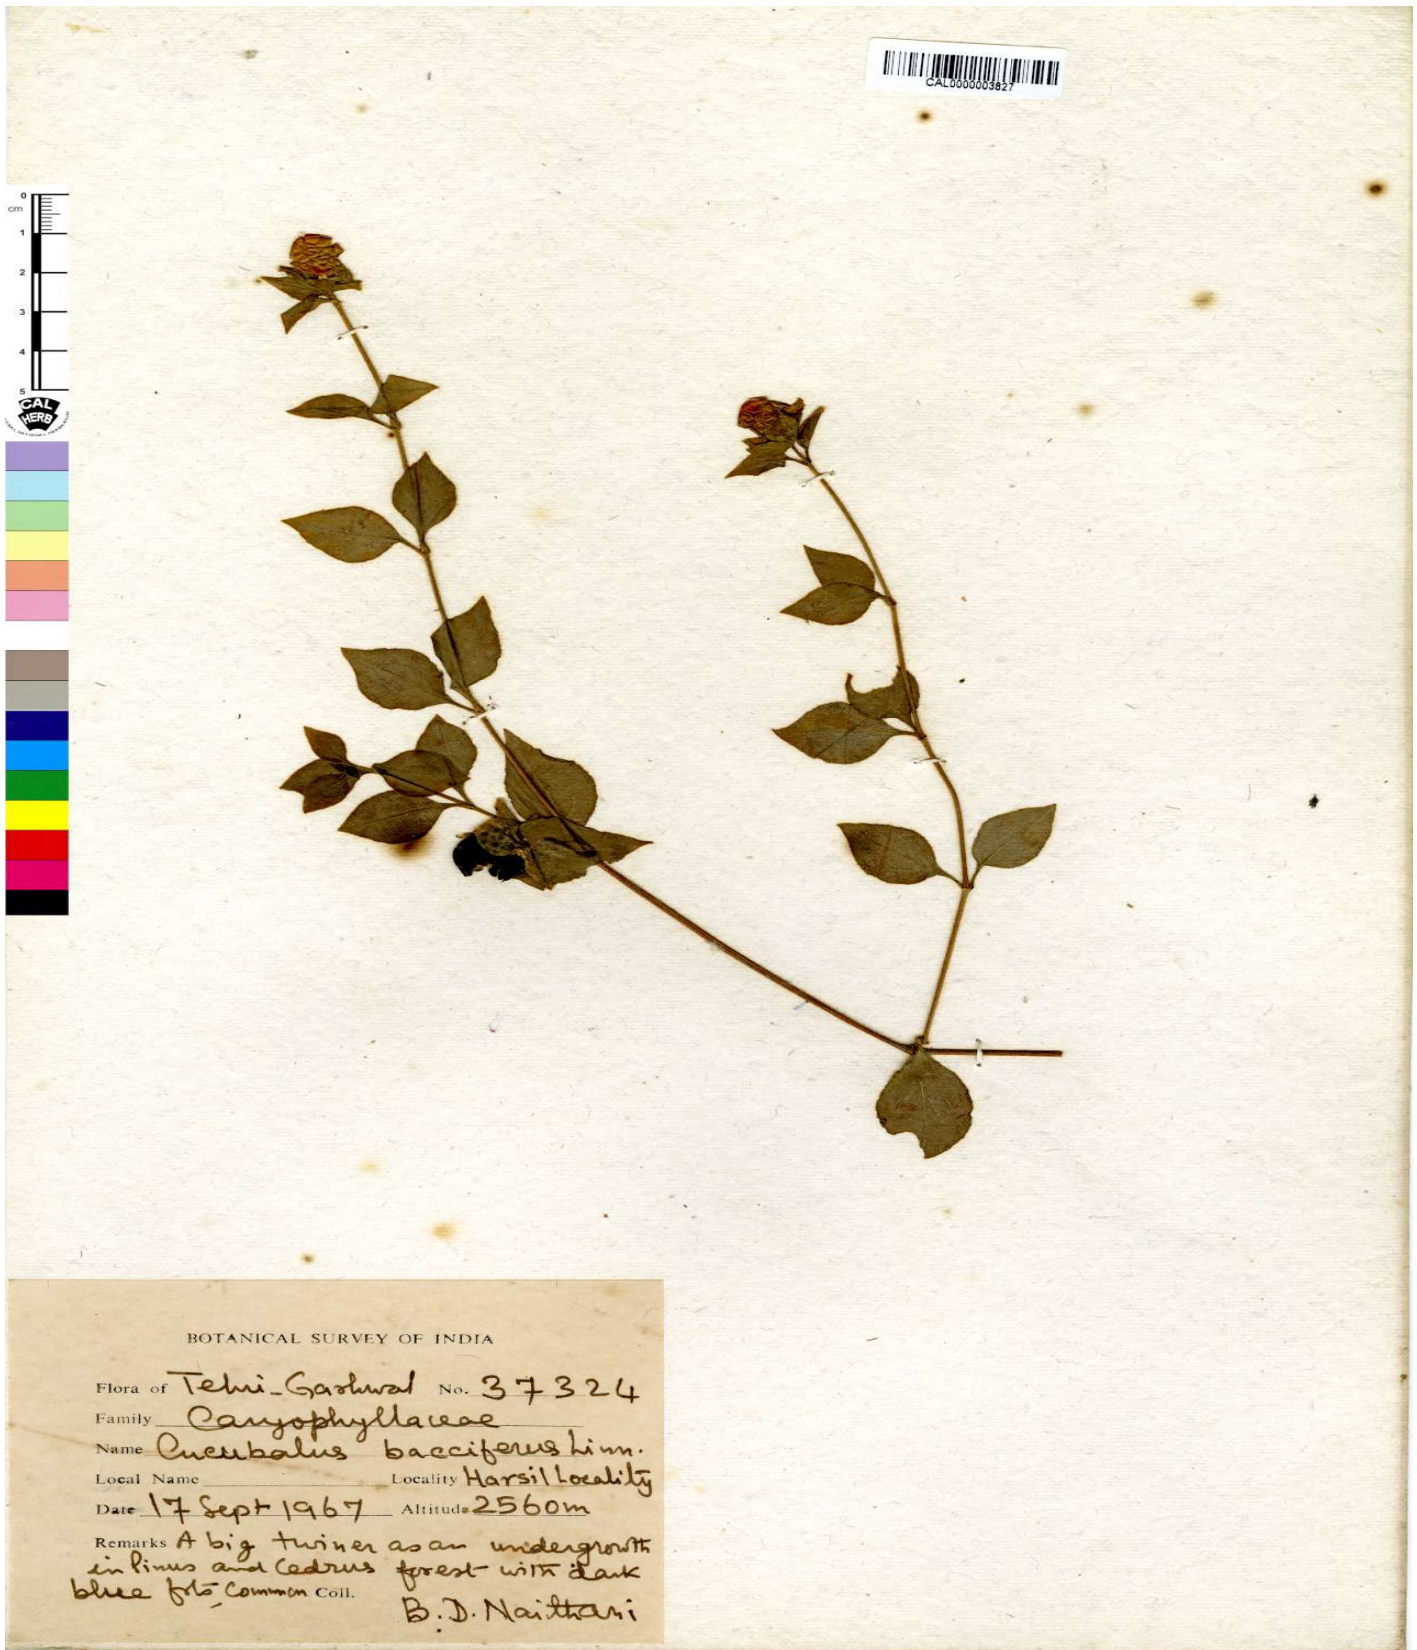 CAL0000003827
0
cm
1
2
3
4
5
CAL
HERB
BOTANICAL SURVEY OF INDIA
Flora of Tehri-Garhwal No. 37324
Family Caryophyllaceae
Name Cucubalus bacciferus Linn.
Local Name Locality Harsil Locality
Date 17 Sept 1967 Altitude 2560m
Remarks A big twiner as an undergrowth
in Pinus and Cedrus forest with dark
blue frts, Common Coll.
B. D. Naithani